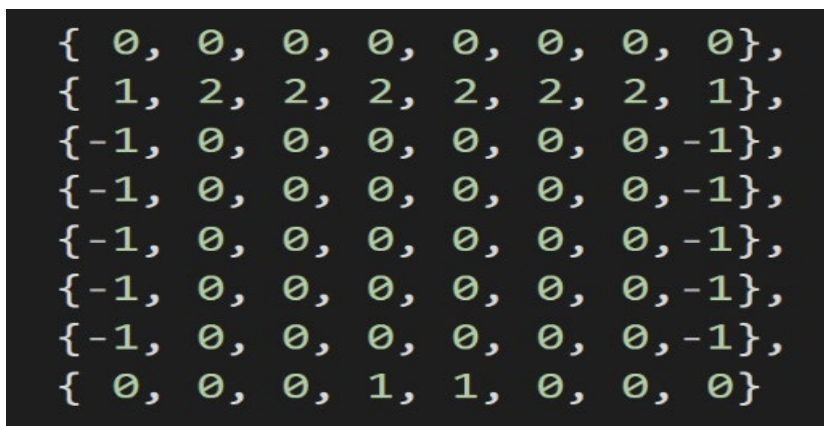 { 0, 0, 0, 0, 0, 0, 0, 0},
{ 1, 2, 2, 2, 2, 2, 2, 1},
{-1, 0, 0, 0, 0, 0, 0,-1},
{-1, 0, 0, 0, 0, 0, 0,-1},
{-1, 0, 0, 0, 0, 0, 0,-1},
{-1, 0, 0, 0, 0, 0, 0,-1},
{-1, 0, 0, 0, 0, 0, 0,-1},
{ 0, 0, 0, 1, 1, 0, 0, 0}